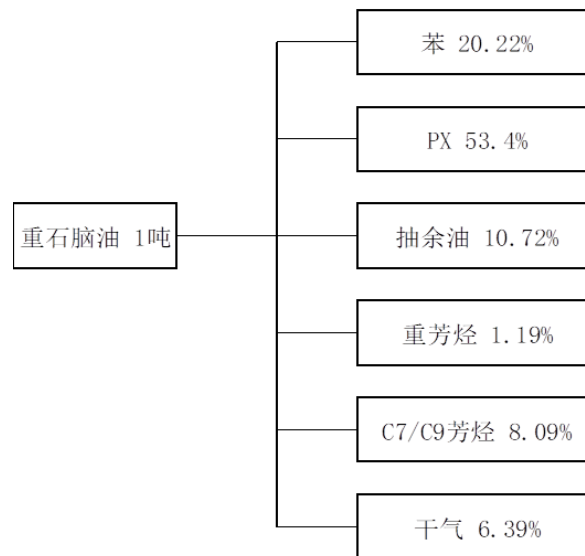 苯 20.22%
PX 53.4%
重石脑油 1吨
抽余油 10.72%
重芳烃 1.19%
C7/C9芳烃 8.09%
干气 6.39%